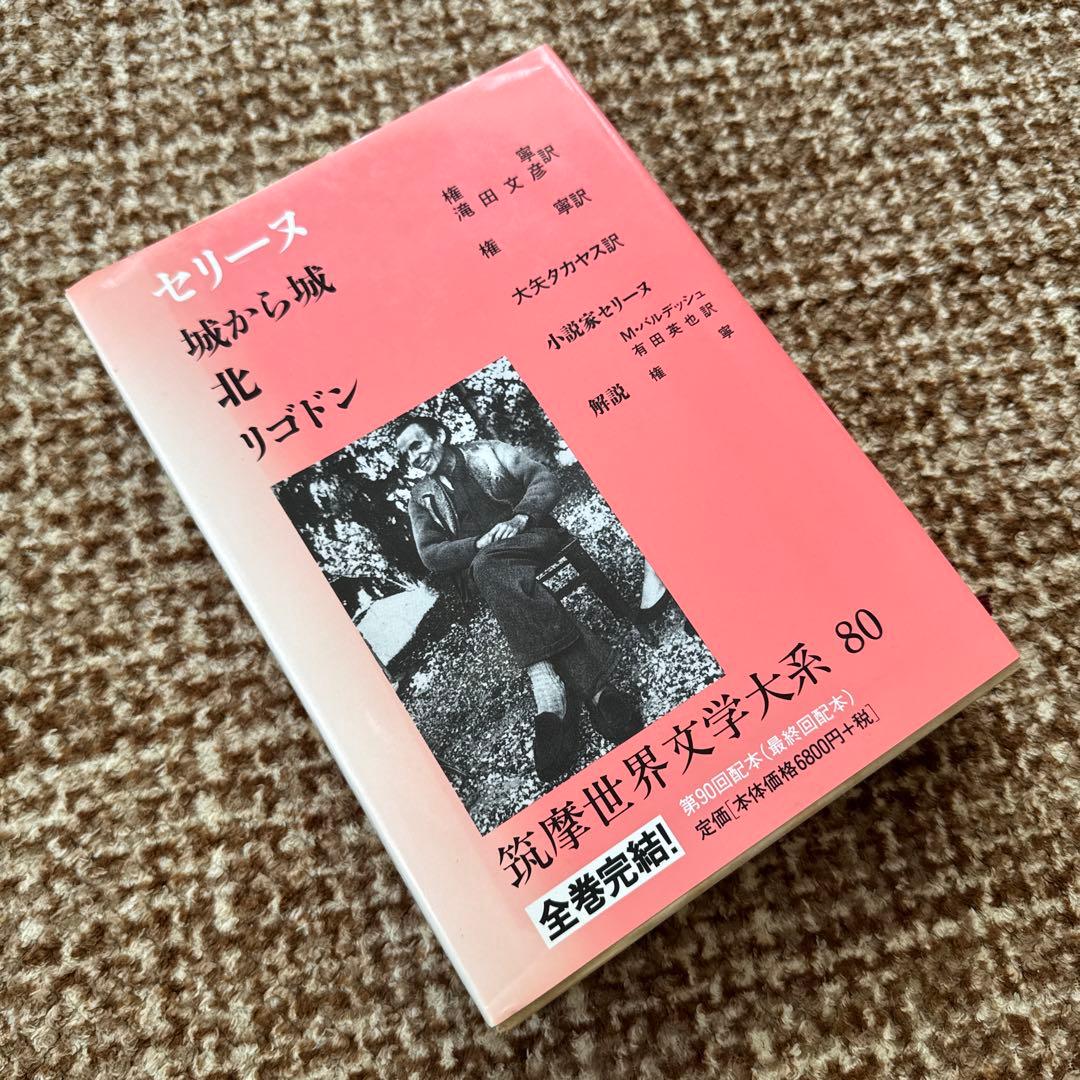 セリーヌ
城から城
北
リゴドン
権 寧
滝田文彦 訳
権 寧訳
大矢タカヤス訳
小説家セリーヌ
M・バルデッシュ
有田英也訳
解説 権 寧
筑摩世界文学大系 80
第90回配本(最終回配本)
定価[本体価格6800円+税]
全巻完結!